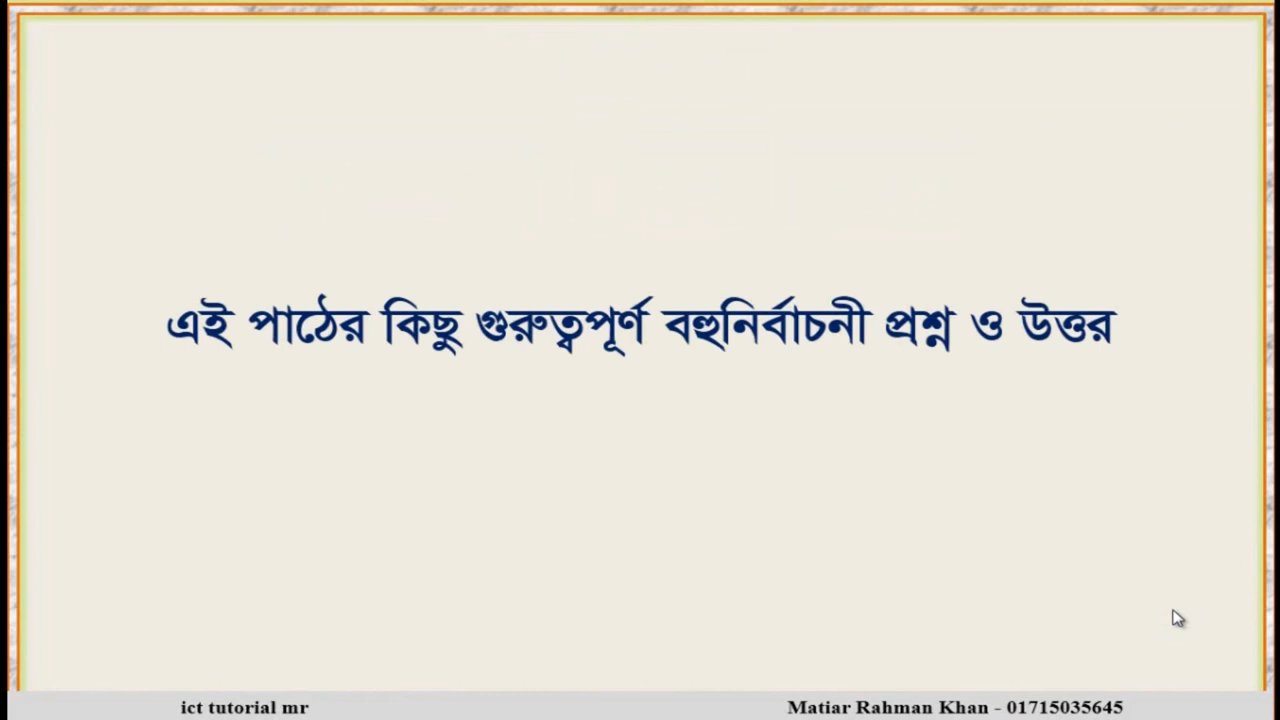 এই পাঠের কিছু গুরুত্বপূর্ণ বহুনির্বাচনী প্রশ্ন ও উত্তর
ict tutorial mr
Matiar Rahman Khan - 01715035645